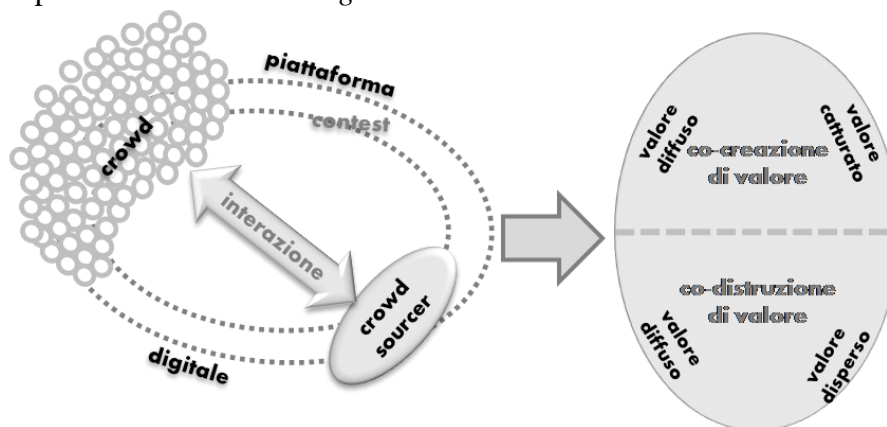 piattaforma
contest
crowd
interazione
crowd
sourcer
digitale
valore
diffuso
valore
catturato
co-creazione
di valore
co-distruzione
di valore
valore
diffuso
valore
disperso